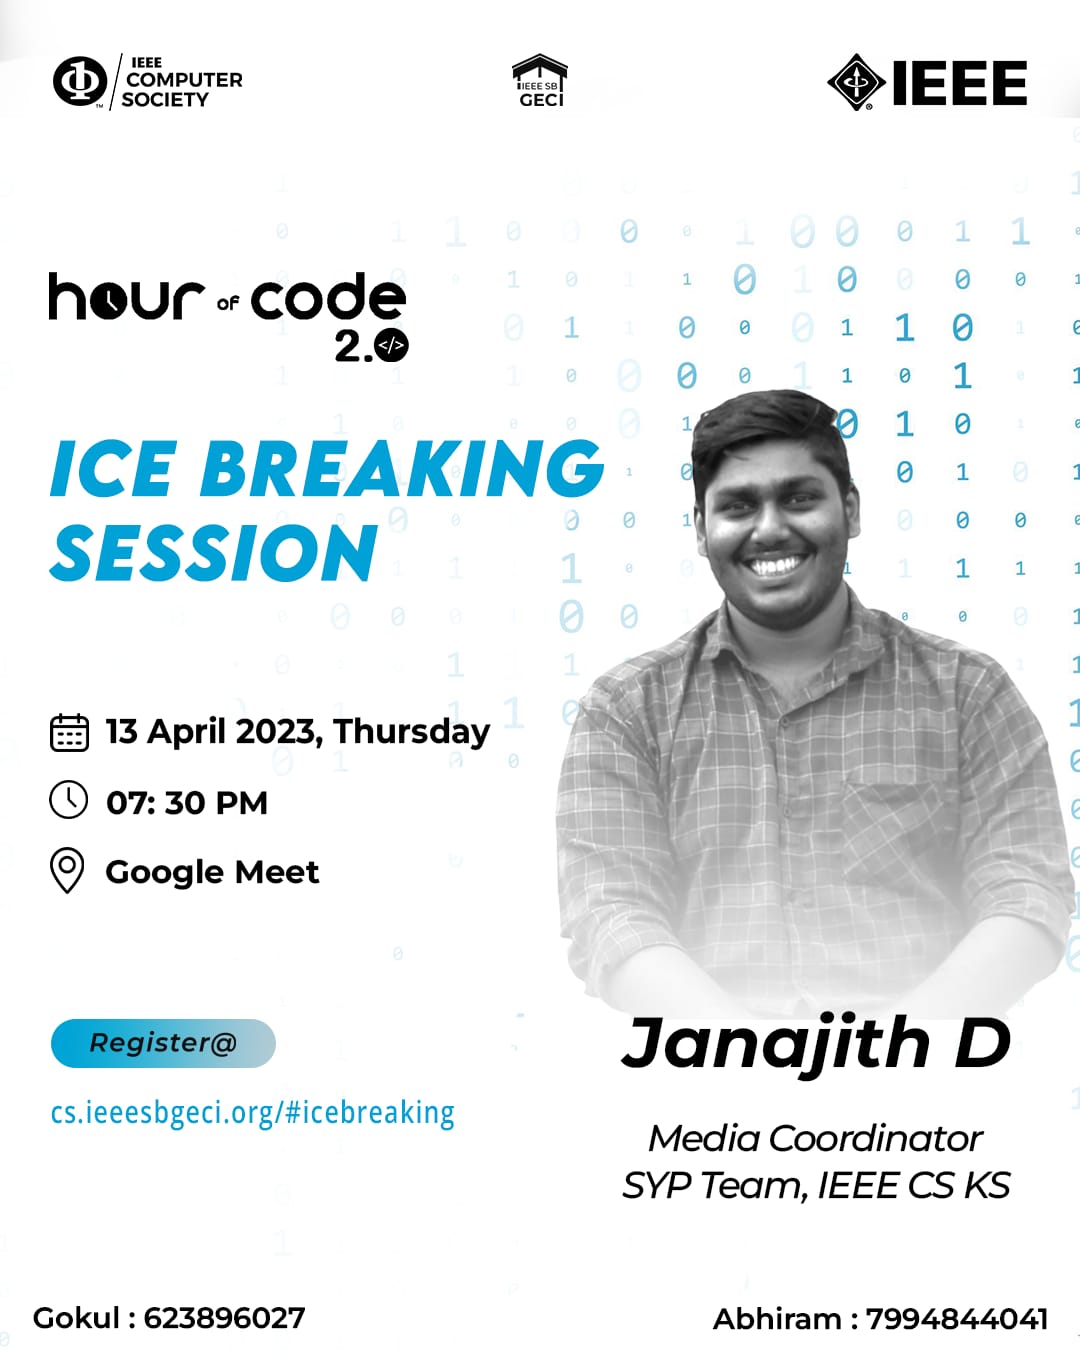 IEEE
COMPUTER
SOCIETY
IEEE SB
GECI
IEEE
hour of code
2.0
ICE BREAKING
SESSION
13 April 2023, Thursday
07: 30 PM
Google Meet
Register@
cs.ieeesbgeci.org/#icebreaking
Janajith D
Media Coordinator
SYP Team, IEEE CS KS
Gokul : 623896027
Abhiram : 7994844041